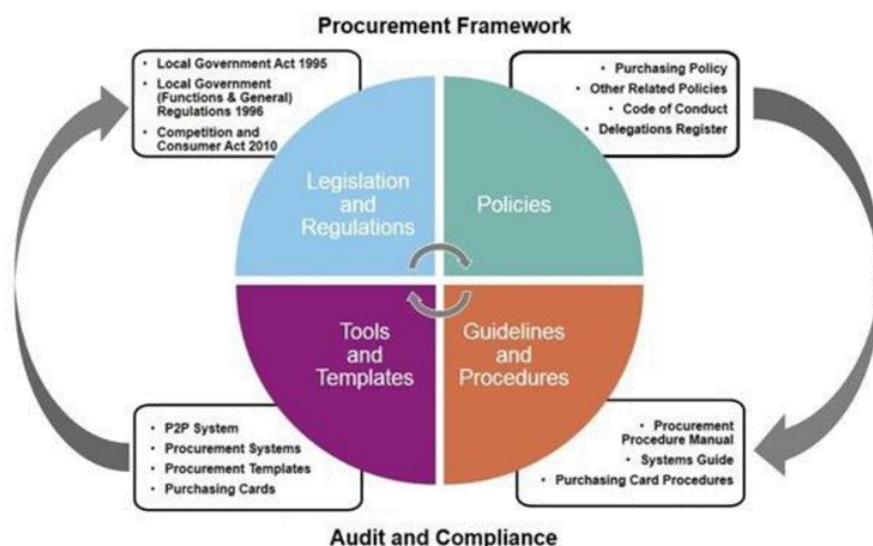 Procurement Framework
• Local Government Act 1995
• Local Government
(Functions & General)
Regulations 1996
• Competition and
Consumer Act 2010
• Purchasing Policy
• Other Related Policies
• Code of Conduct
• Delegations Register
Legislation
and
Regulations
Policies
Tools
and
Templates
Guidelines
and
Procedures
• P2P System
• Procurement Systems
• Procurement Templates
• Purchasing Cards
• Procurement
Procedure Manual
• Systems Guide
• Purchasing Card Procedures
Audit and Compliance